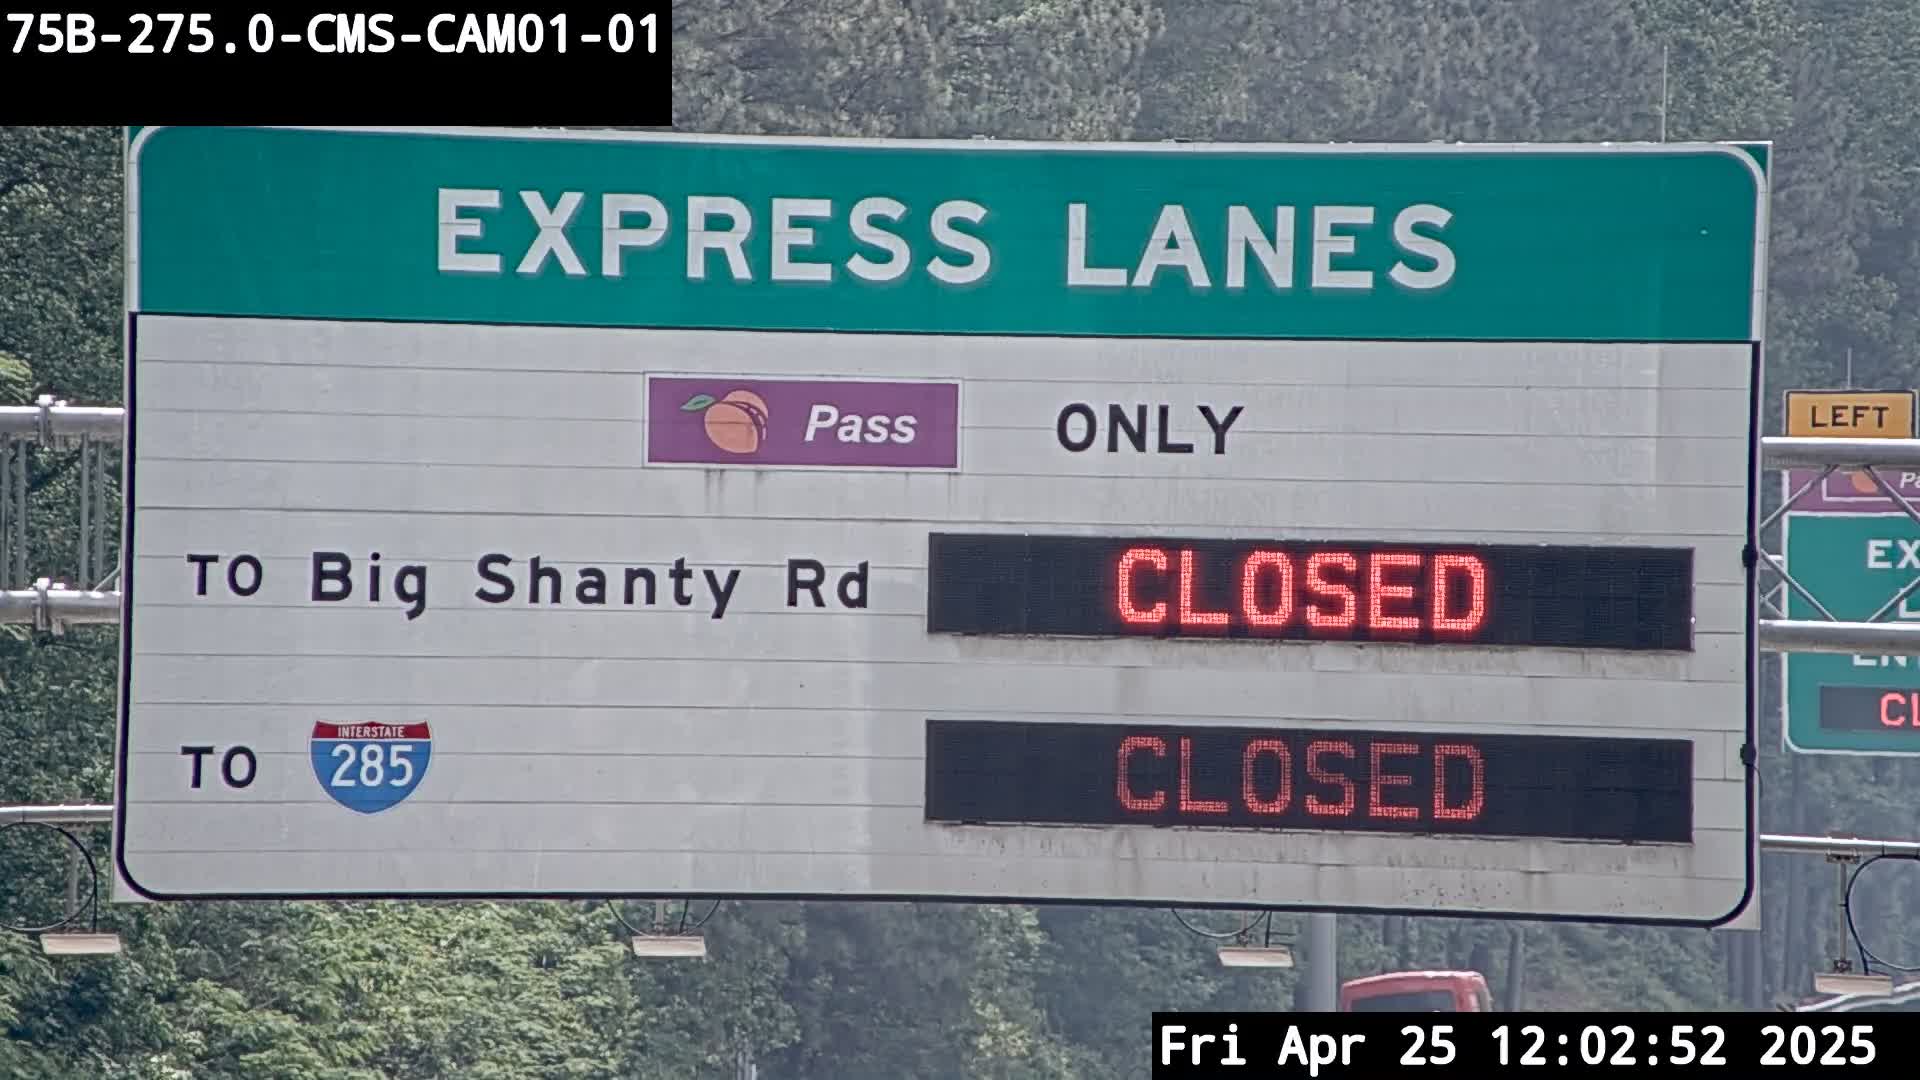 75B-275.0-CMS-CAM01-01
EXPRESS LANES
Pass ONLY
TO Big Shanty Rd CLOSED
TO INTERSTATE 285 CLOSED
LEFT
Fri Apr 25 12:02:52 2025